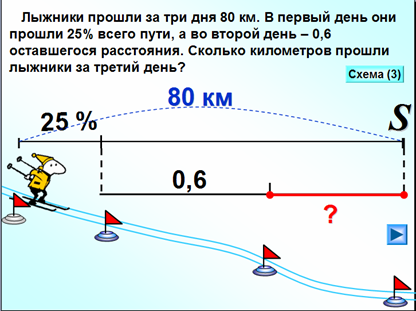 Лыжники прошли за три дня 80 км. В первый день они
прошли 25% всего пути, а во второй день – 0,6
оставшегося расстояния. Сколько километров прошли
лыжники за третий день?
Схема (3)
80 км
25 %
S
0,6
?